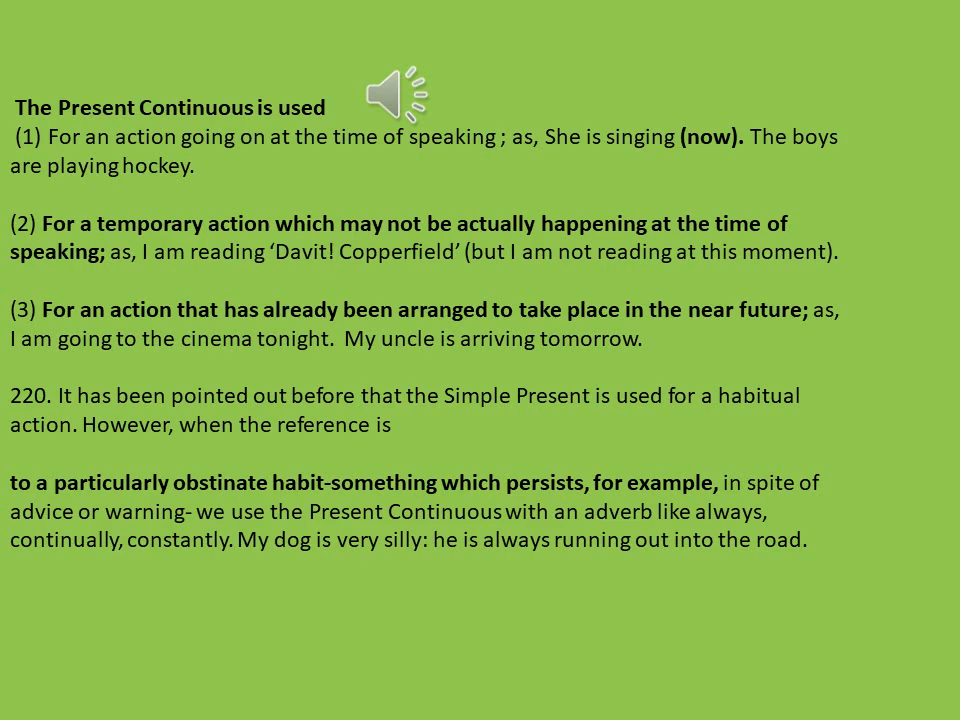 The Present Continuous is used
(1) For an action going on at the time of speaking ; as, She is singing (now). The boys
are playing hockey.
(2) For a temporary action which may not be actually happening at the time of
speaking; as, I am reading ‘Davit! Copperfield’ (but I am not reading at this moment).
(3) For an action that has already been arranged to take place in the near future; as,
I am going to the cinema tonight. My uncle is arriving tomorrow.
220. It has been pointed out before that the Simple Present is used for a habitual
action. However, when the reference is
to a particularly obstinate habit-something which persists, for example, in spite of
advice or warning- we use the Present Continuous with an adverb like always,
continually, constantly. My dog is very silly: he is always running out into the road.